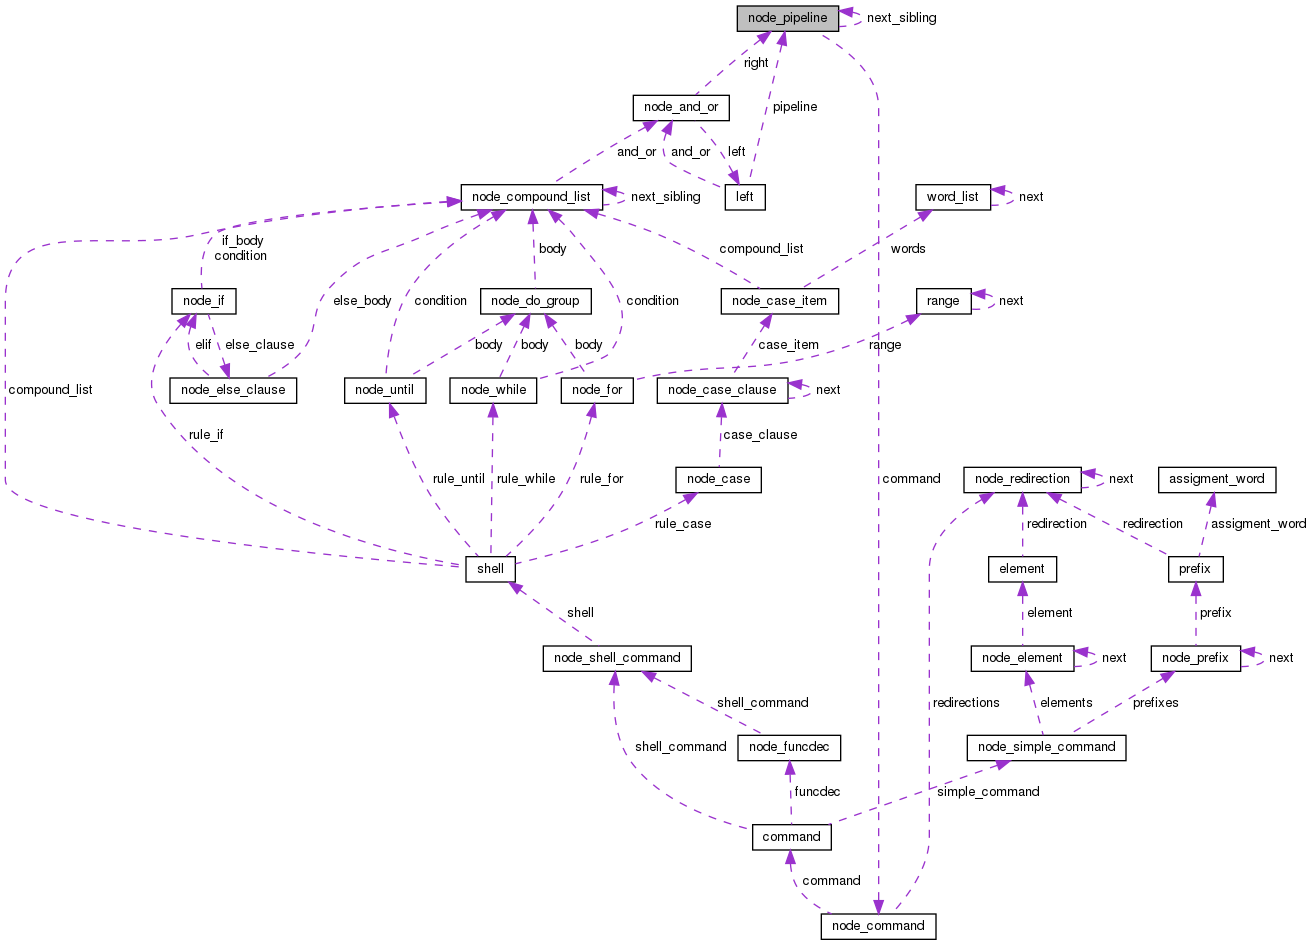 node_pipeline
next_sibling
right
node_and_or
pipeline
and_or
and_or
left
node_compound_list
next_sibling
left
word_list
next
if_body
condition
body
compound_list
words
node_if
else_body
condition
node_do_group
condition
node_case_item
range
next
elif
else_clause
body
body
body
case_item
range
compound_list
node_else_clause
node_until
node_while
node_for
node_case_clause
next
rule_if
case_clause
rule_until
rule_while
rule_for
node_case
command
node_redirection
next
assigment_word
rule_case
redirection
redirection
assigment_word
shell
element
prefix
shell
element
prefix
node_shell_command
node_element
next
node_prefix
next
shell_command
redirections
elements
prefixes
shell_command
node_funcdec
node_simple_command
funcdec
simple_command
command
command
node_command